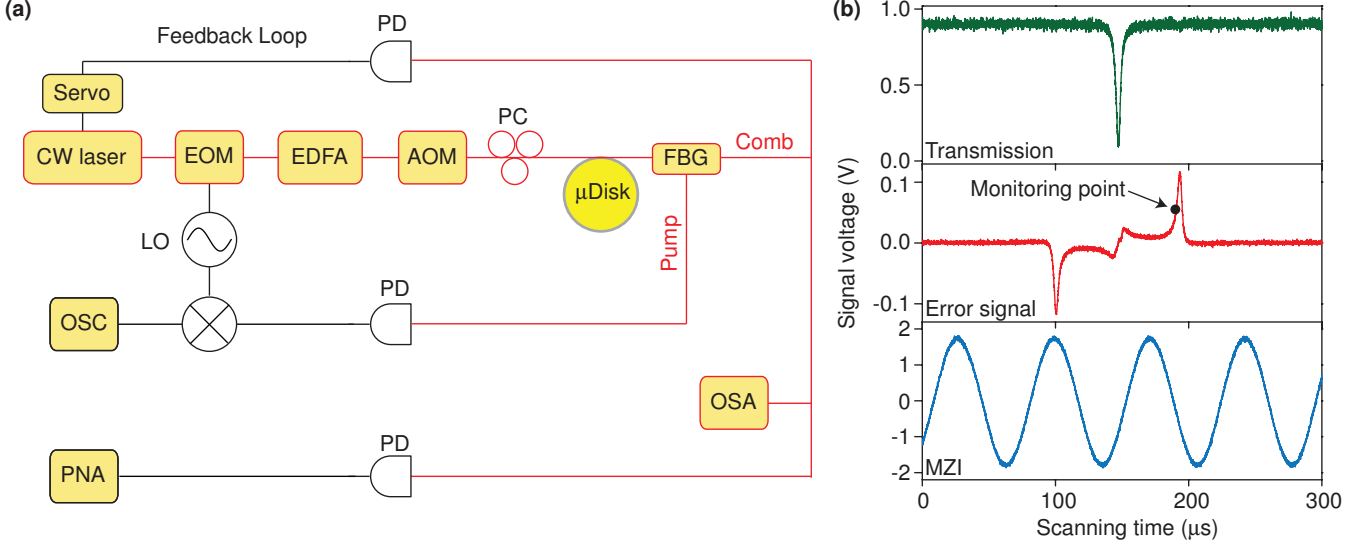 (a)
PD
Feedback Loop
Servo
PC
CW laser
EOM
EDFA
AOM
FBG
Comb
μDisk
LO
Pump
PD
OSC
OSA
PD
PNA
(b)
Signal voltage (V)
1.0
0.5
0.0
Transmission
0.1
0.0
-0.1
Monitoring point
Error signal
2
1
0
-1
-2
MZI
0
100
200
300
Scanning time (μs)